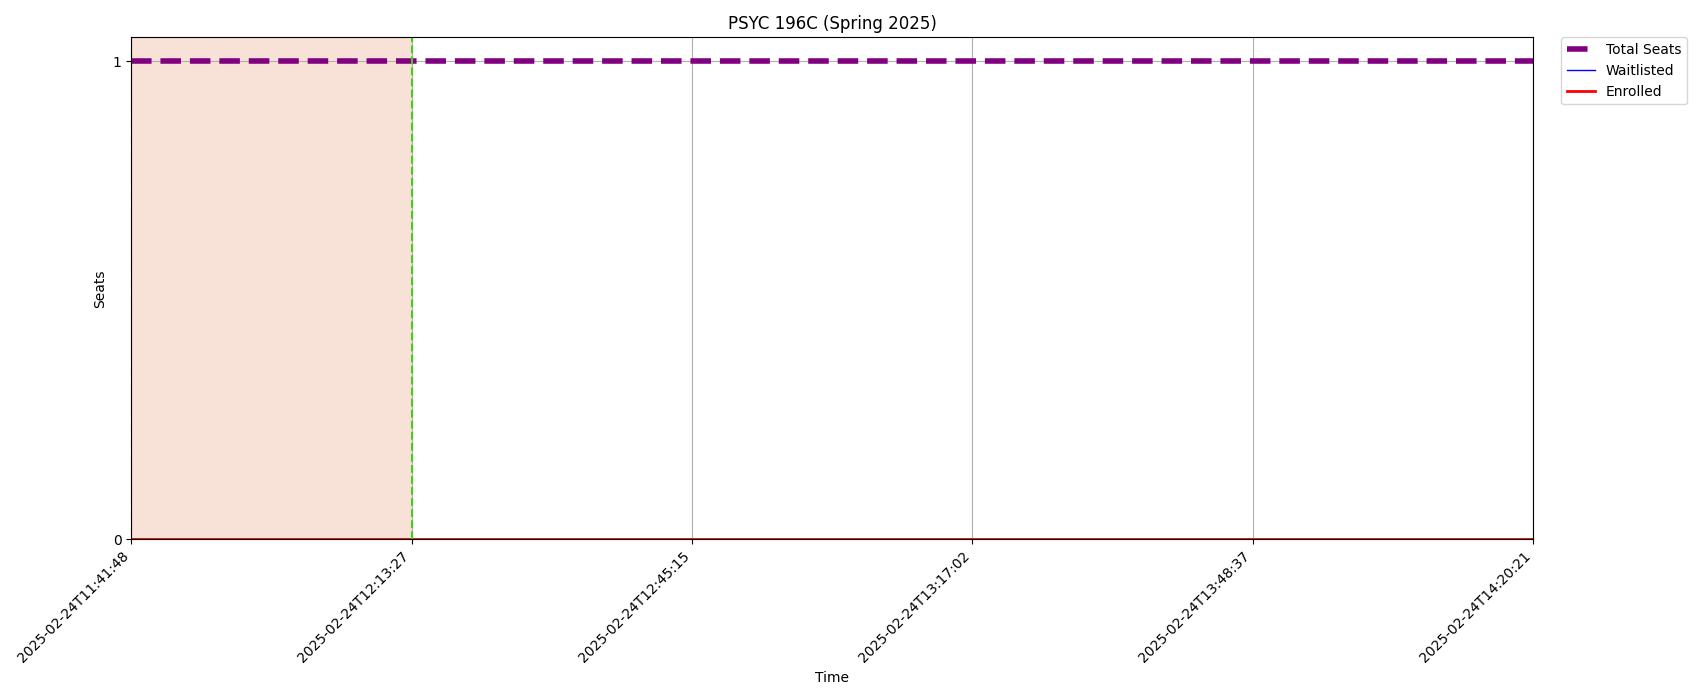 PSYC 196C (Spring 2025)
Total Seats
Waitlisted
Enrolled
1
Seats
0
2025-02-24T11:41:48
2025-02-24T12:13:27
2025-02-24T12:45:15
2025-02-24T13:17:02
2025-02-24T13:48:37
2025-02-24T14:20:21
Time